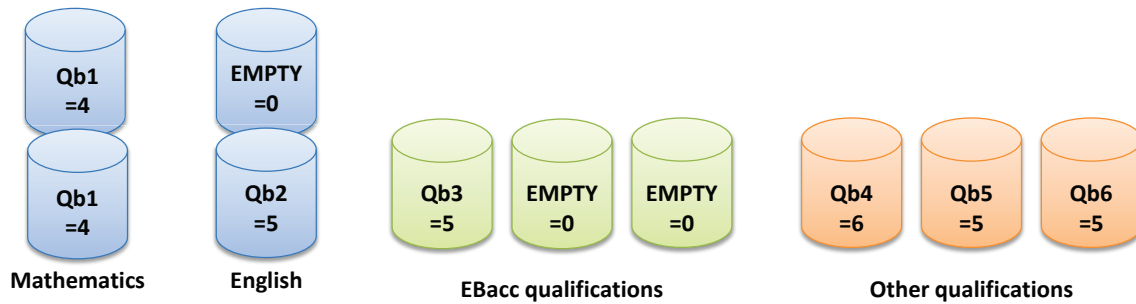 Qb1
=4
EMPTY
=0
Qb1
=4
Qb2
=5
Qb3
=5
EMPTY
=0
EMPTY
=0
Qb4
=6
Qb5
=5
Qb6
=5
Mathematics
English
EBacc qualifications
Other qualifications